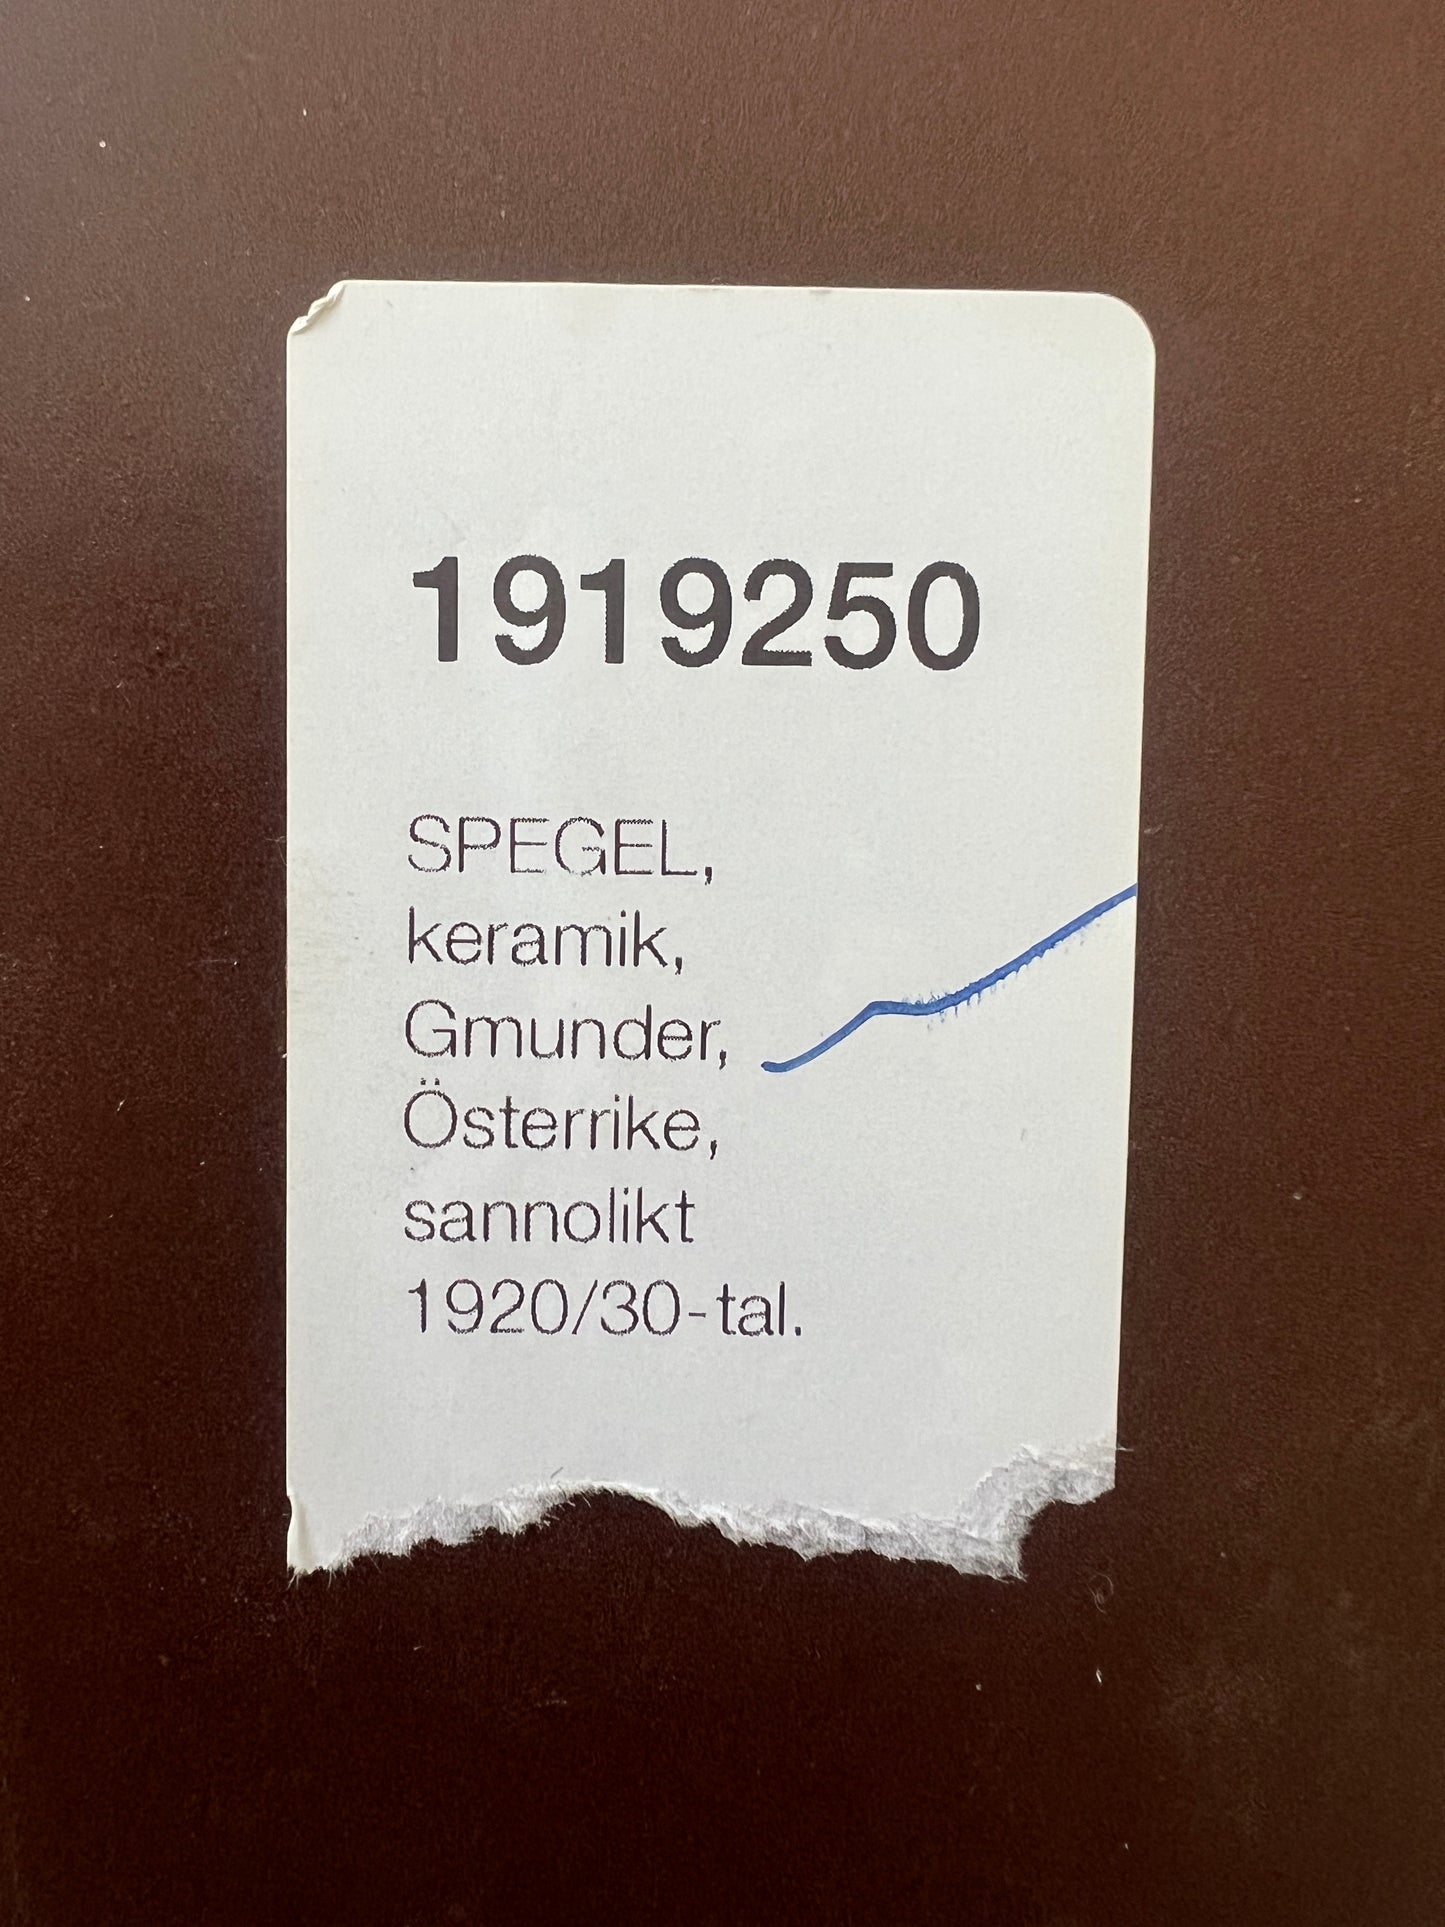 1919250
SPEGEL,
keramik,
Gmunder,
Österrike,
sannolikt
1920/30-tal.